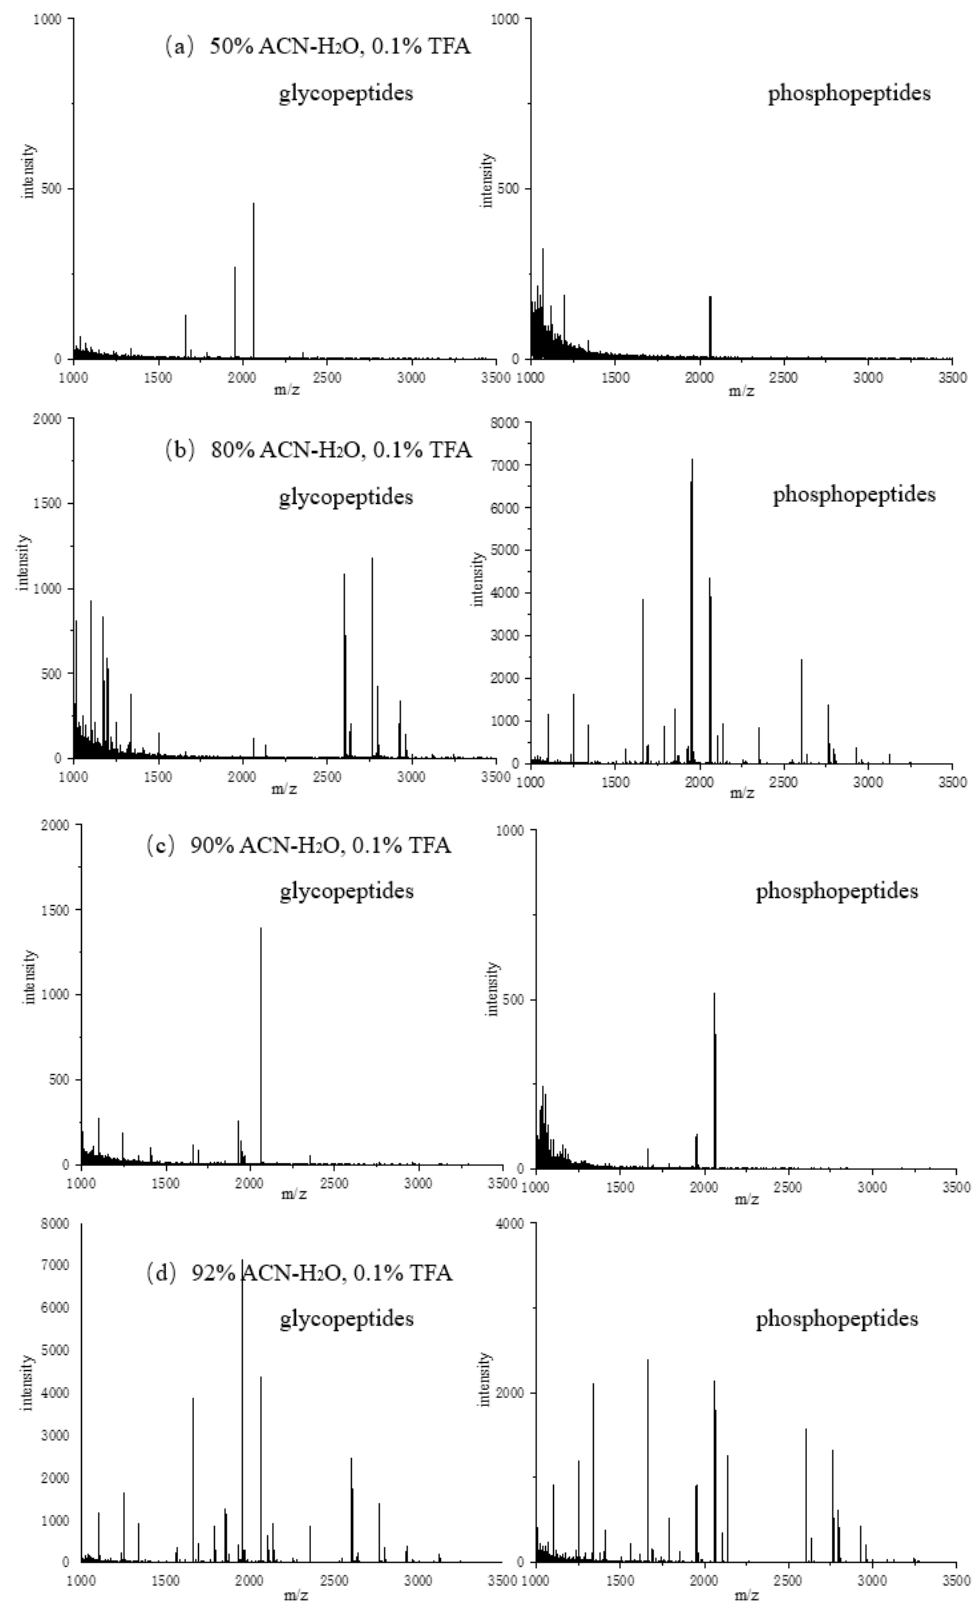 (a) 50% ACN-H2O, 0.1% TFA
glycopeptides
phosphopeptides
intensity
1000
500
0
1000 1500 2000 2500 3000 3500
m/z
intensity
1000
500
0
1000 1500 2000 2500 3000 3500
m/z
(b) 80% ACN-H2O, 0.1% TFA
glycopeptides
phosphopeptides
intensity
2000
1500
1000
500
0
1000 1500 2000 2500 3000 3500
m/z
intensity
8000
7000
6000
5000
4000
3000
2000
1000
0
1000 1500 2000 2500 3000 3500
m/z
(c) 90% ACN-H2O, 0.1% TFA
glycopeptides
phosphopeptides
intensity
2000
1500
1000
500
0
1000 1500 2000 2500 3000 3500
m/z
intensity
1000
500
0
1000 1500 2000 2500 3000 3500
m/z
(d) 92% ACN-H2O, 0.1% TFA
glycopeptides
phosphopeptides
intensity
8000
7000
6000
5000
4000
3000
2000
1000
0
1000 1500 2000 2500 3000 3500
m/z
intensity
4000
2000
0
1000 1500 2000 2500 3000 3500
m/z